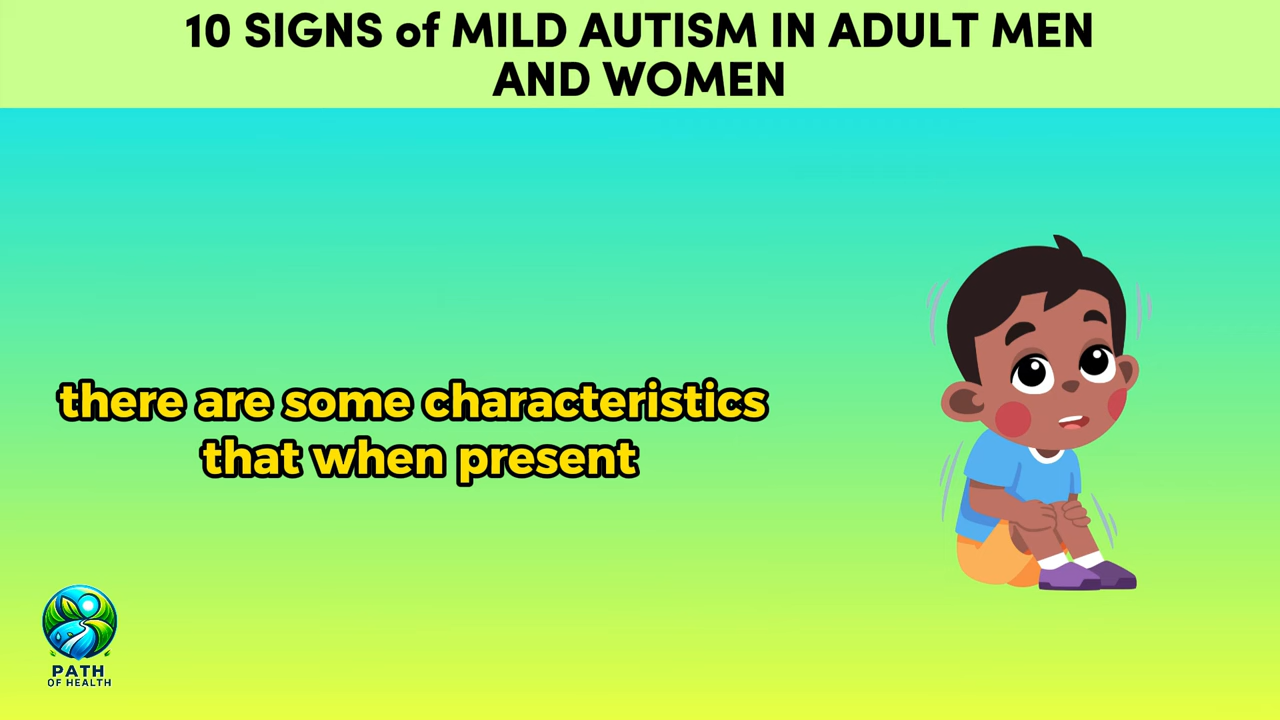 10 SIGNS of MILD AUTISM IN ADULT MEN
AND WOMEN
there are some characteristics
that when present
PATH
OF HEALTH